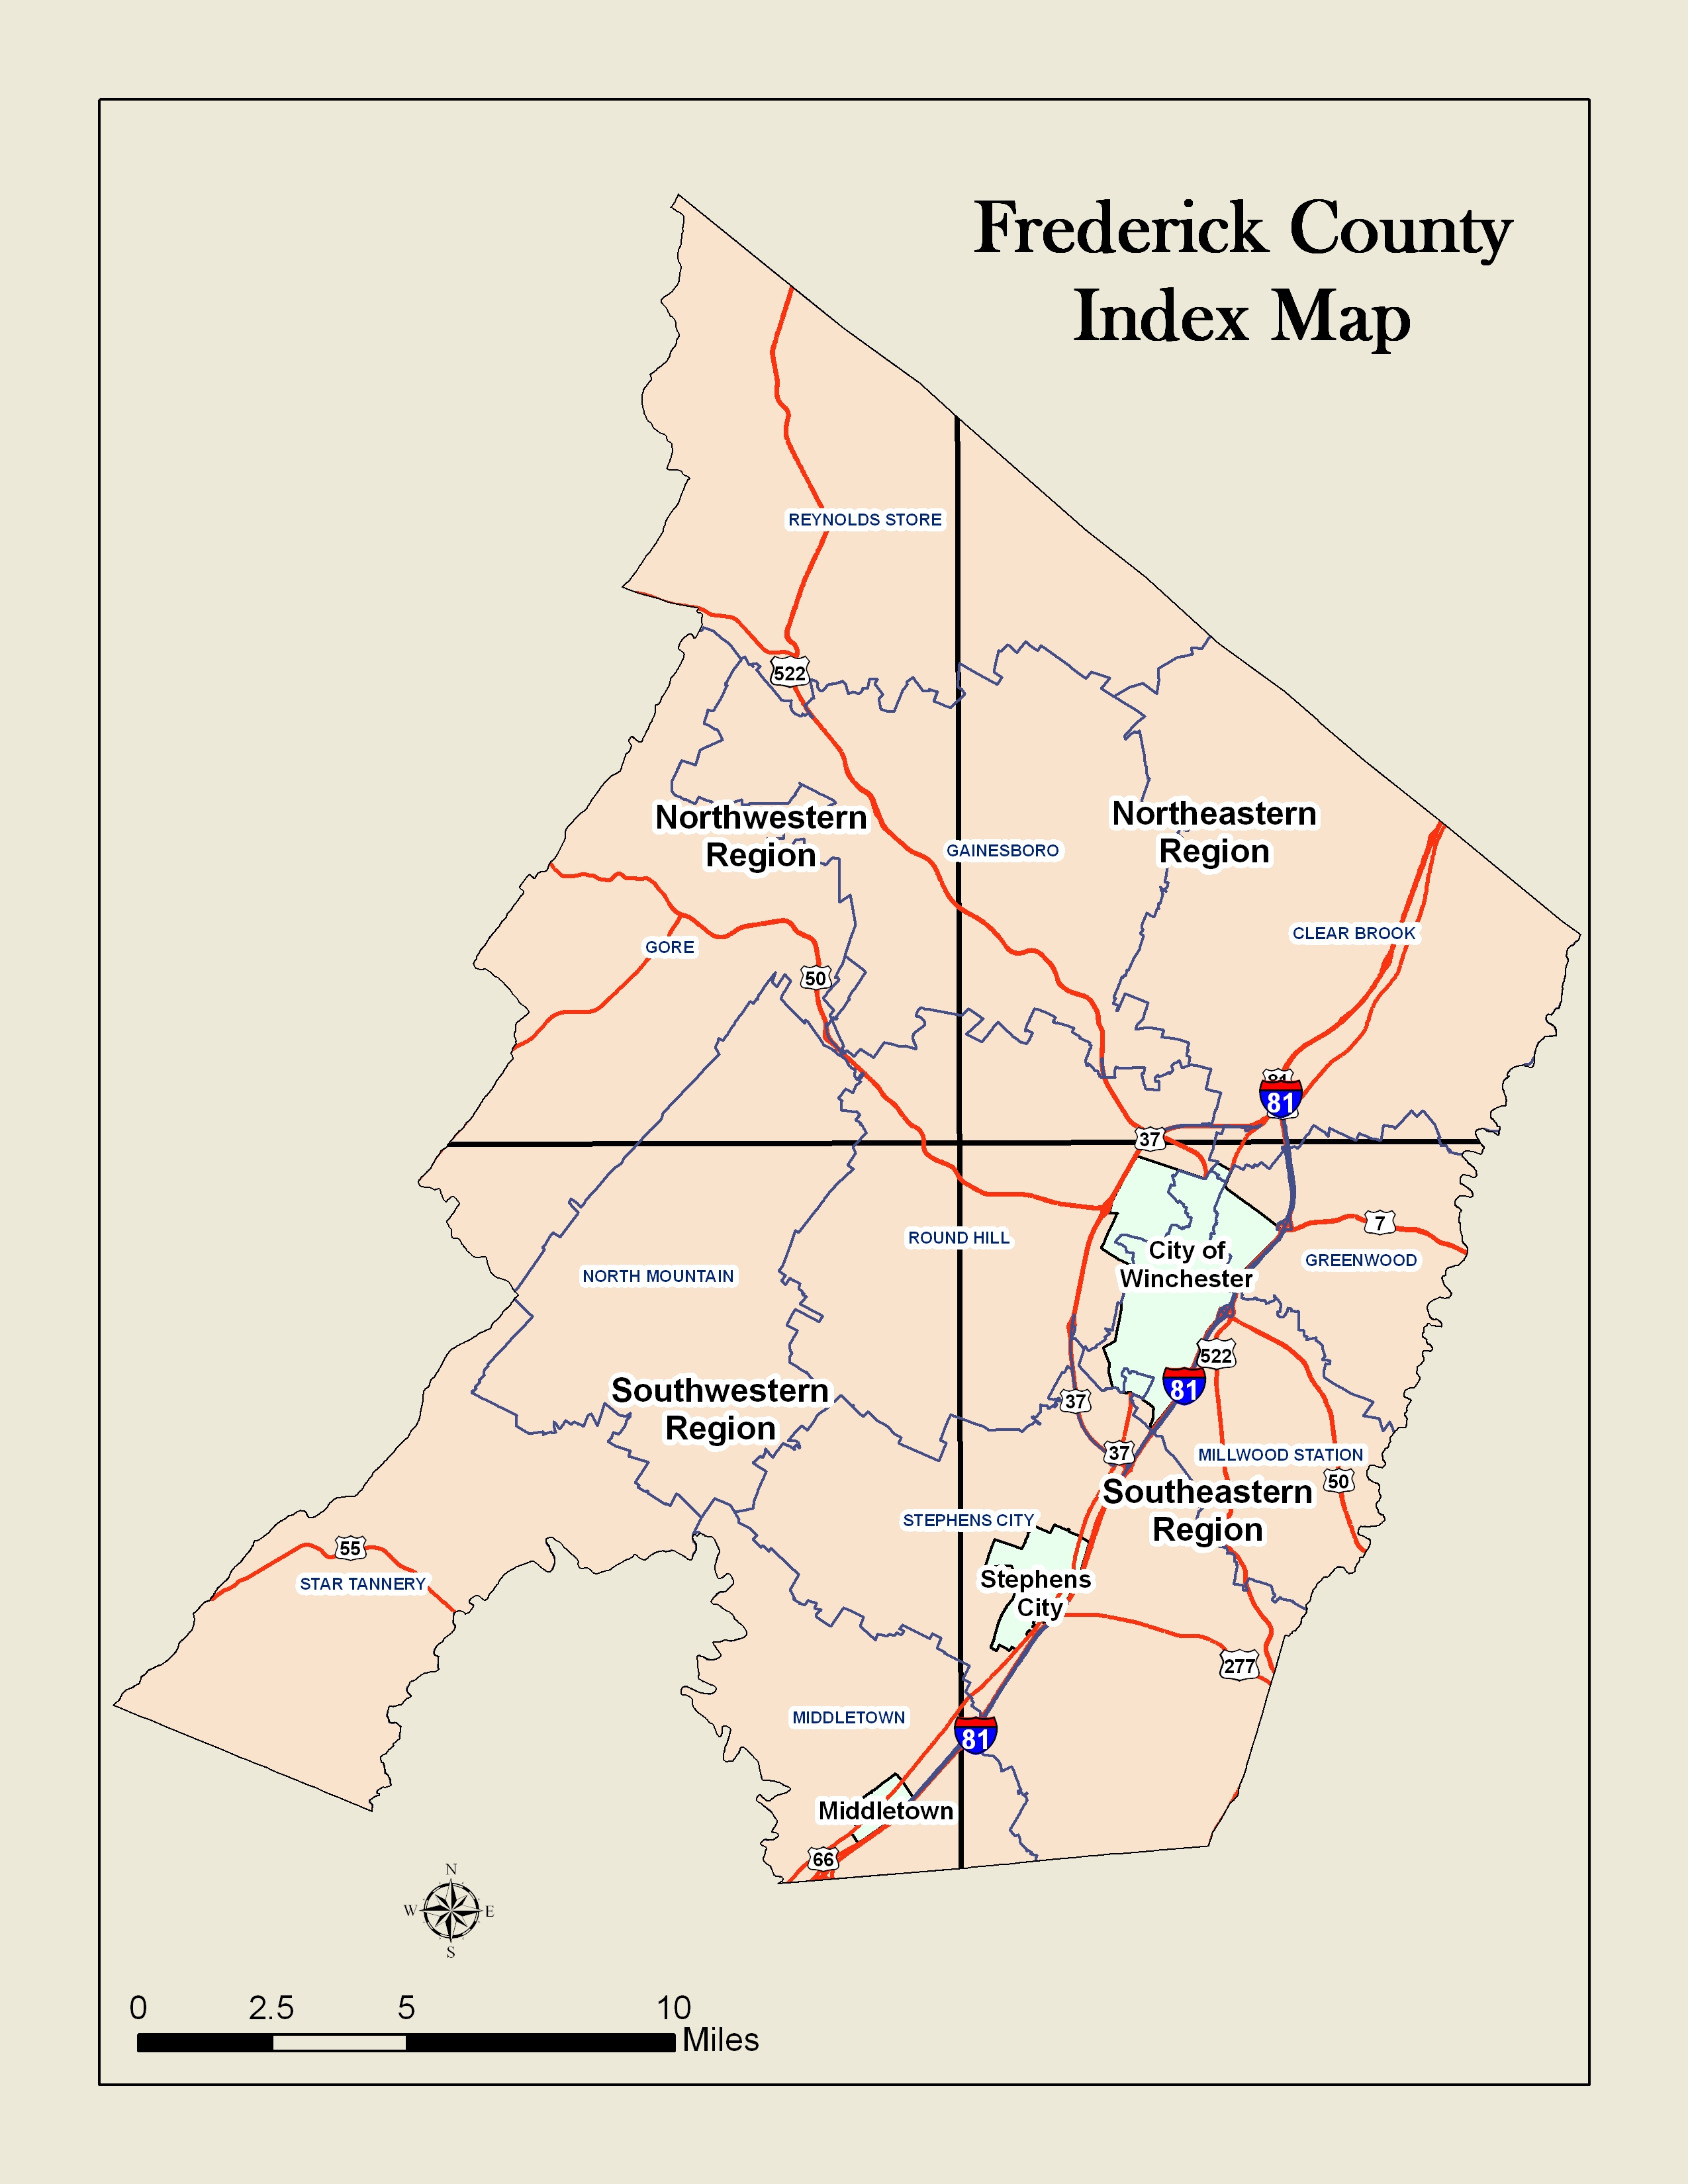 Frederick County
Index Map
REYNOLDS STORE
522
Northwestern
Region
Northeastern
Region
GAINESBORO
CLEAR BROOK
GORE
50
81
81
37
7
ROUND HILL
City of
Winchester
GREENWOOD
NORTH MOUNTAIN
522
81
37
Southwestern
Region
37
MILLWOOD STATION
50
Southeastern
Region
STEPHENS CITY
55
STAR TANNERY
Stephens
City
277
MIDDLETOWN
81
Middletown
66
N
W E
S
0 2.5 5 10
Miles